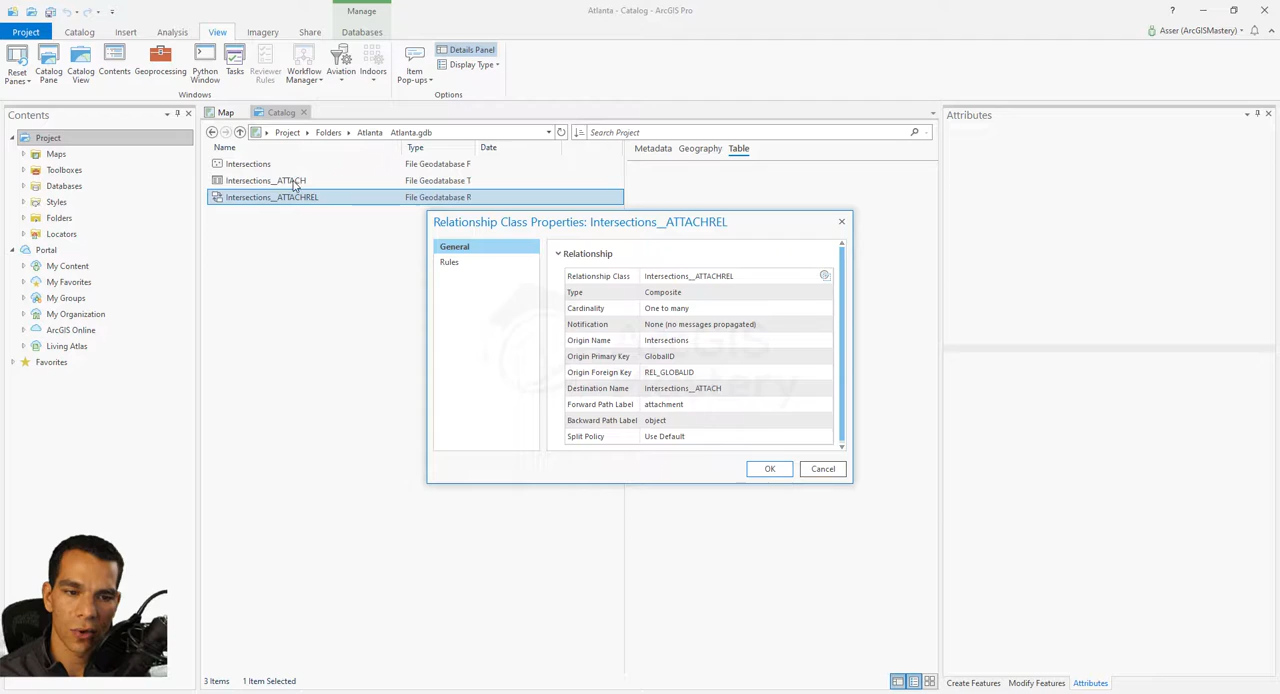 Atlanta - Catalog - ArcGIS Pro
Manage
Project Catalog Insert Analysis View Imagery Share Databases
Asser (ArcGISMastery)
Reset Panes Catalog Pane Catalog View Contents Geoprocessing Python Window Tasks Reviewer Rules Workflow Manager Aviation Indoors Item Pop-ups
Details Panel
Display Type
Windows Options
Contents
Map Catalog
Attributes
Project
Maps
Toolboxes
Databases
Styles
Folders
Locators
Portal
My Content
My Favorites
My Groups
My Organization
ArcGIS Online
Living Atlas
Favorites
Project Folders Atlanta Atlanta.gdb
Search Project
Name Type Date
Intersections File Geodatabase F
Intersections__ATTACH File Geodatabase T
Intersections__ATTACHREL File Geodatabase R
Metadata Geography Table
Relationship Class Properties: Intersections__ATTACHREL
General
Rules
Relationship
Relationship Class Intersections__ATTACHREL
Type Composite
Cardinality One to many
Notification None (no messages propagated)
Origin Name Intersections
Origin Primary Key GlobalID
Origin Foreign Key REL_GLOBALID
Destination Name Intersections__ATTACH
Forward Path Label attachment
Backward Path Label object
Split Policy Use Default
OK Cancel
ArcGIS
Mastery
3 Items 1 Item Selected
Create Features Modify Features Attributes